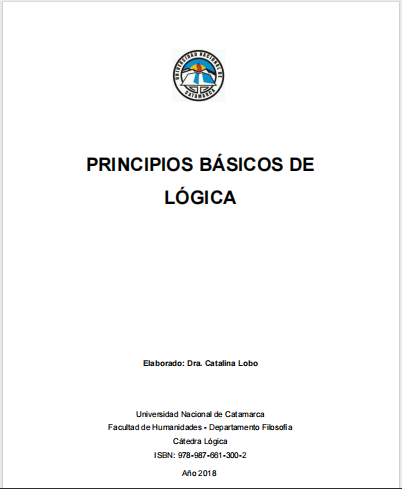 UNIVERSIDAD NACIONAL DE
CATAMARCA
PRINCIPIOS BÁSICOS DE
LÓGICA
Elaborado: Dra. Catalina Lobo
Universidad Nacional de Catamarca
Facultad de Humanidades - Departamento Filosofía
Cátedra Lógica
ISBN: 978-987-661-300-2
Año 2018